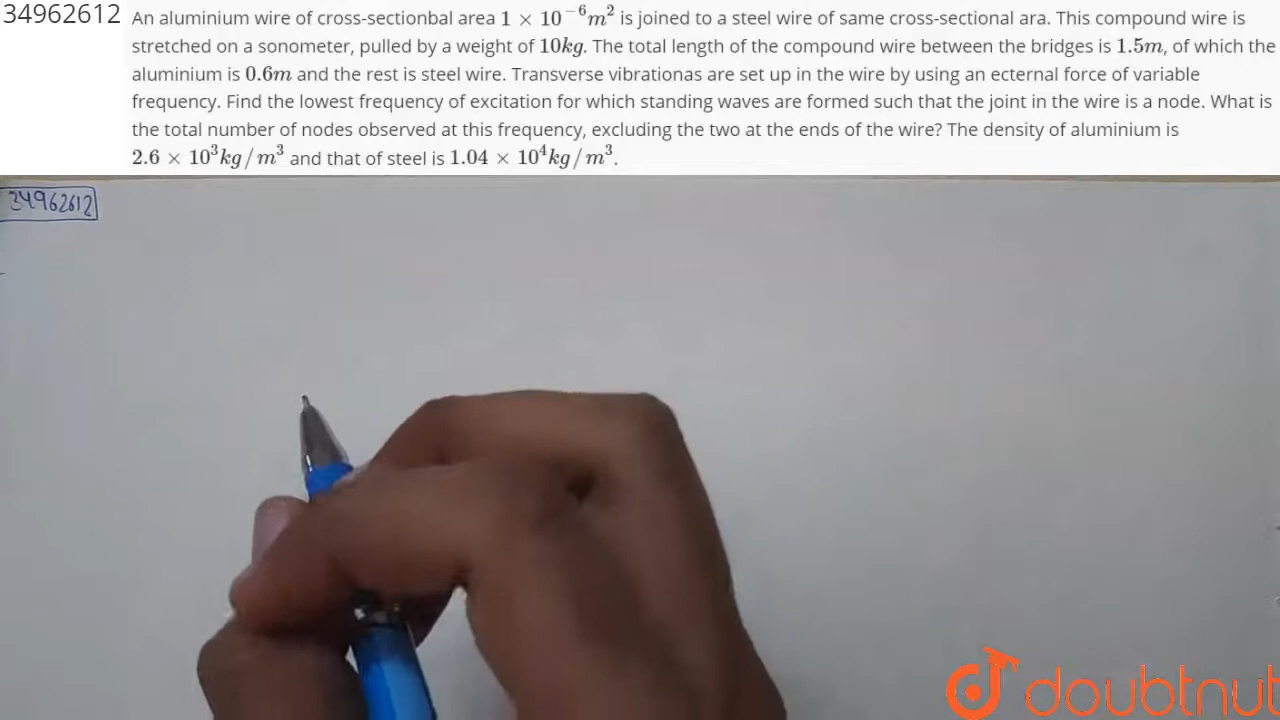 34962612 An aluminium wire of cross-sectionbal area 1 × 10⁻⁶m² is joined to a steel wire of same cross-sectional ara. This compound wire is
stretched on a sonometer, pulled by a weight of 10kg. The total length of the compound wire between the bridges is 1.5m, of which the
aluminium is 0.6m and the rest is steel wire. Transverse vibrationas are set up in the wire by using an ecternal force of variable
frequency. Find the lowest frequency of excitation for which standing waves are formed such that the joint in the wire is a node. What is
the total number of nodes observed at this frequency, excluding the two at the ends of the wire? The density of aluminium is
2.6 × 10³kg/m³ and that of steel is 1.04 × 10⁴kg/m³.
34962612
doubtnut